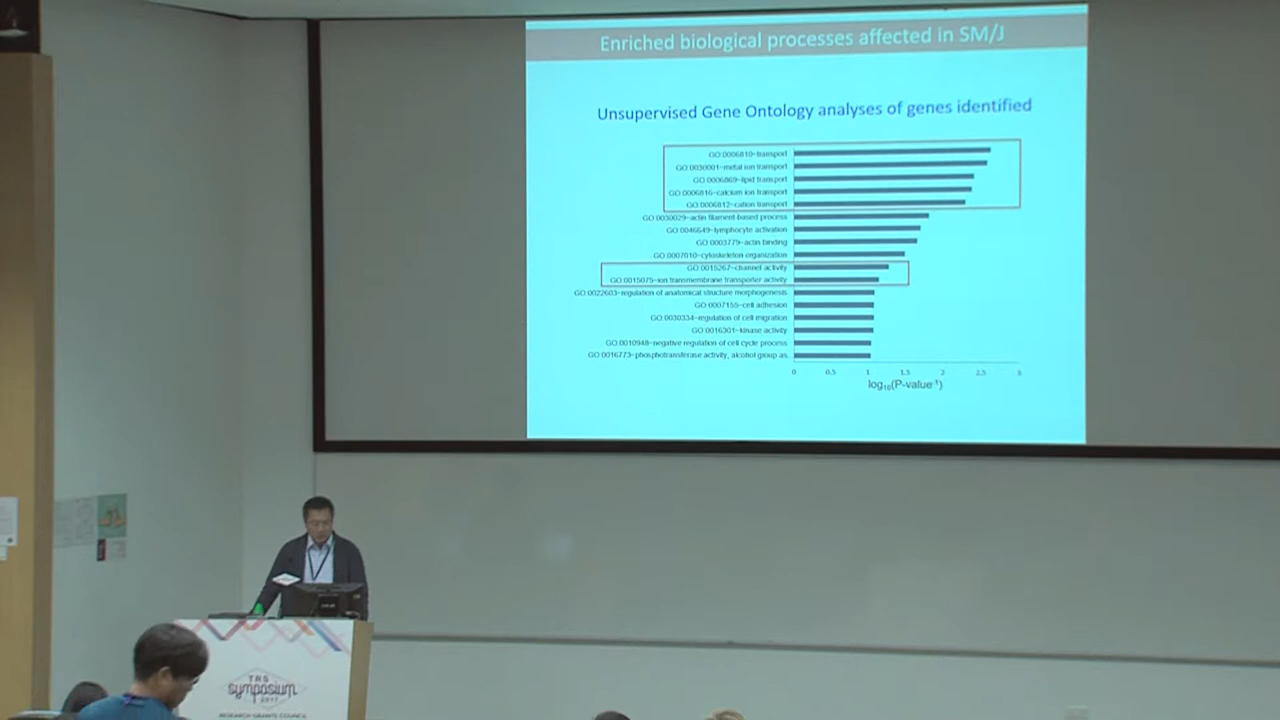 Enriched biological processes affected in SM/J
Unsupervised Gene Ontology analyses of genes identified
GO:0006810~transport
GO:0030001~metal ion transport
GO:0006869~lipid transport
GO:0006816~calcium ion transport
GO:0006812~cation transport
GO:0030029~actin filament-based process
GO:0046649~lymphocyte activation
GO:0003779~actin binding
GO:0007010~cytoskeleton organization
GO:0015267~channel activity
GO:0015075~ion transmembrane transporter activity
GO:0022603~regulation of anatomical structure morphogenesis
GO:0007155~cell adhesion
GO:0030334~regulation of cell migration
GO:0016301~kinase activity
GO:0010948~negative regulation of cell cycle process
GO:0016773~phosphotransferase activity, alcohol group as
0 0.5 1 1.5 2 2.5 3
log10(P-value-1)
TRS
symposium
2017
RESEARCH GRANTS COUNCIL